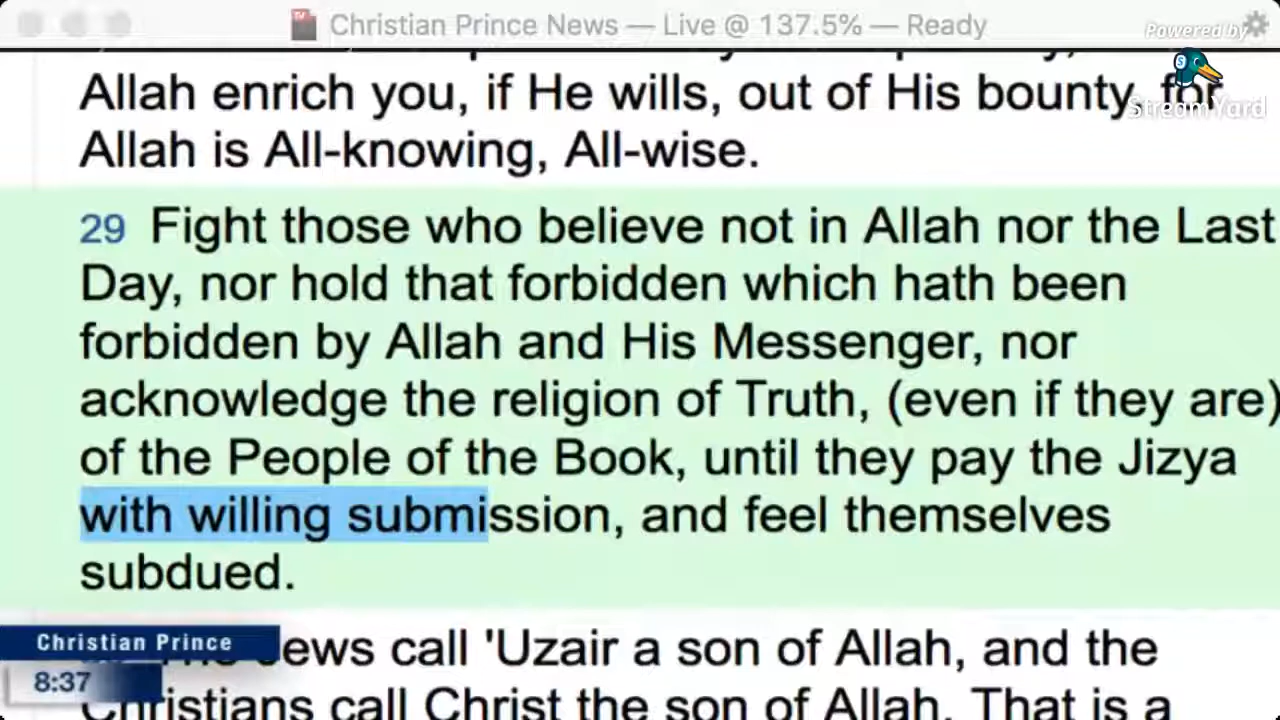 Christian Prince News — Live @ 137.5% — Ready
Powered by
StreamYard
Allah enrich you, if He wills, out of His bounty, for
Allah is All-knowing, All-wise.
29 Fight those who believe not in Allah nor the Last
Day, nor hold that forbidden which hath been
forbidden by Allah and His Messenger, nor
acknowledge the religion of Truth, (even if they are)
of the People of the Book, until they pay the Jizya
with willing submission, and feel themselves
subdued.
Jews call 'Uzair a son of Allah, and the
Christians call Christ the son of Allah. That is a
Christian Prince
8:37